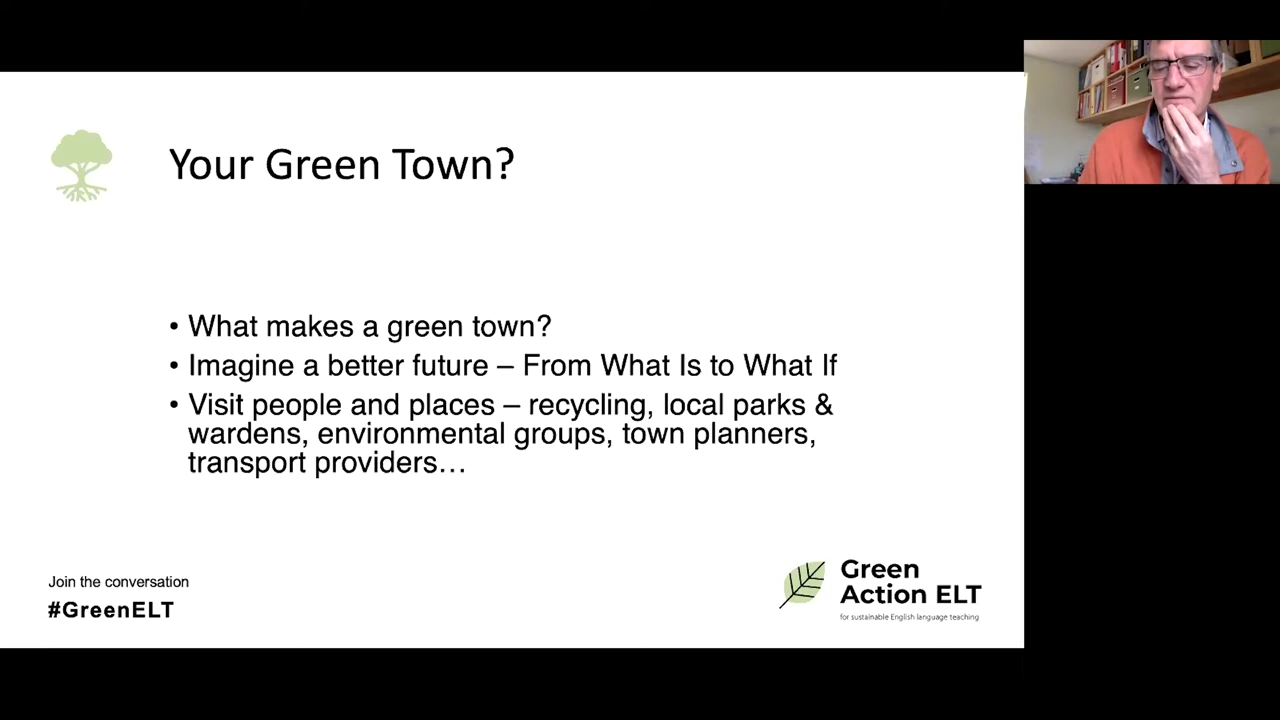 Your Green Town?
• What makes a green town?
• Imagine a better future – From What Is to What If
• Visit people and places – recycling, local parks &
wardens, environmental groups, town planners,
transport providers…
Join the conversation
#GreenELT
Green
Action ELT
for sustainable English language teaching